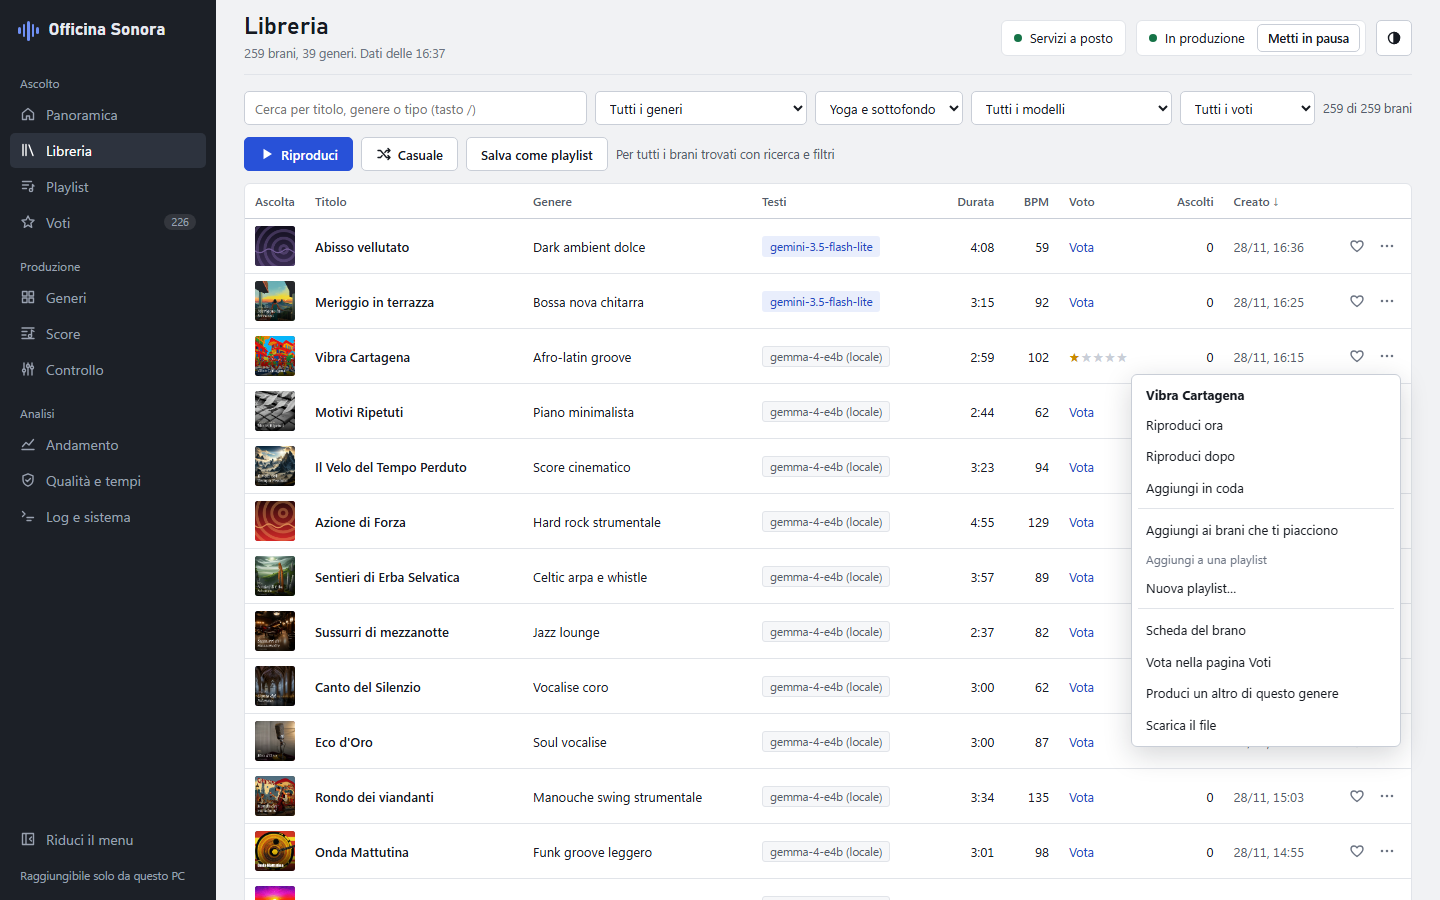 Officina Sonora
Ascolto
Panoramica
Libreria
Playlist
Voti 226
Produzione
Generi
Score
Controllo
Analisi
Andamento
Qualità e tempi
Log e sistema
Riduci il menu
Raggiungibile solo da questo PC
Libreria
259 brani, 39 generi. Dati delle 16:37
Servizi a posto
In produzione Metti in pausa
Cerca per titolo, genere o tipo (tasto /) Tutti i generi Yoga e sottofondo Tutti i modelli Tutti i voti 259 di 259 brani
Riproduci Casuale Salva come playlist Per tutti i brani trovati con ricerca e filtri
Ascolta Titolo Genere Testi Durata BPM Voto Ascolti Creato ↓
Abisso vellutato Dark ambient dolce gemini-3.5-flash-lite 4:08 59 Vota 0 28/11, 16:36
Meriggio in terrazza Bossa nova chitarra gemini-3.5-flash-lite 3:15 92 Vota 0 28/11, 16:25
Vibra Cartagena Afro-latin groove gemma-4-e4b (locale) 2:59 102 ★★★★★ 0 28/11, 16:15
Motivi Ripetuti Piano minimalista gemma-4-e4b (locale) 2:44 62 Vota
Il Velo del Tempo Perduto Score cinematico gemma-4-e4b (locale) 3:23 94 Vota
Azione di Forza Hard rock strumentale gemma-4-e4b (locale) 4:55 129 Vota
Sentieri di Erba Selvatica Celtic arpa e whistle gemma-4-e4b (locale) 3:57 89 Vota
Sussurri di mezzanotte Jazz lounge gemma-4-e4b (locale) 2:37 82 Vota
Canto del Silenzio Vocalise coro gemma-4-e4b (locale) 3:00 62 Vota
Eco d'Oro Soul vocalise gemma-4-e4b (locale) 3:00 87 Vota
Rondo dei viandanti Manouche swing strumentale gemma-4-e4b (locale) 3:34 135 Vota 0 28/11, 15:03
Onda Mattutina Funk groove leggero gemma-4-e4b (locale) 3:01 98 Vota 0 28/11, 14:55
Vibra Cartagena
Riproduci ora
Riproduci dopo
Aggiungi in coda
Aggiungi ai brani che ti piacciono
Aggiungi a una playlist
Nuova playlist...
Scheda del brano
Vota nella pagina Voti
Produci un altro di questo genere
Scarica il file